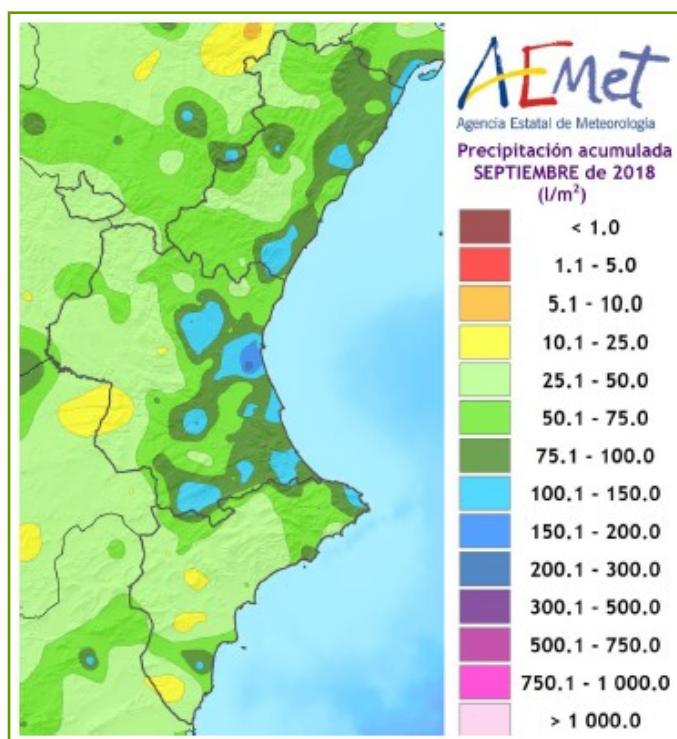 AEMet
Agencia Estatal de Meteorología
Precipitación acumulada
SEPTIEMBRE de 2018
(l/m²)
< 1.0
1.1 - 5.0
5.1 - 10.0
10.1 - 25.0
25.1 - 50.0
50.1 - 75.0
75.1 - 100.0
100.1 - 150.0
150.1 - 200.0
200.1 - 300.0
300.1 - 500.0
500.1 - 750.0
750.1 - 1 000.0
> 1 000.0